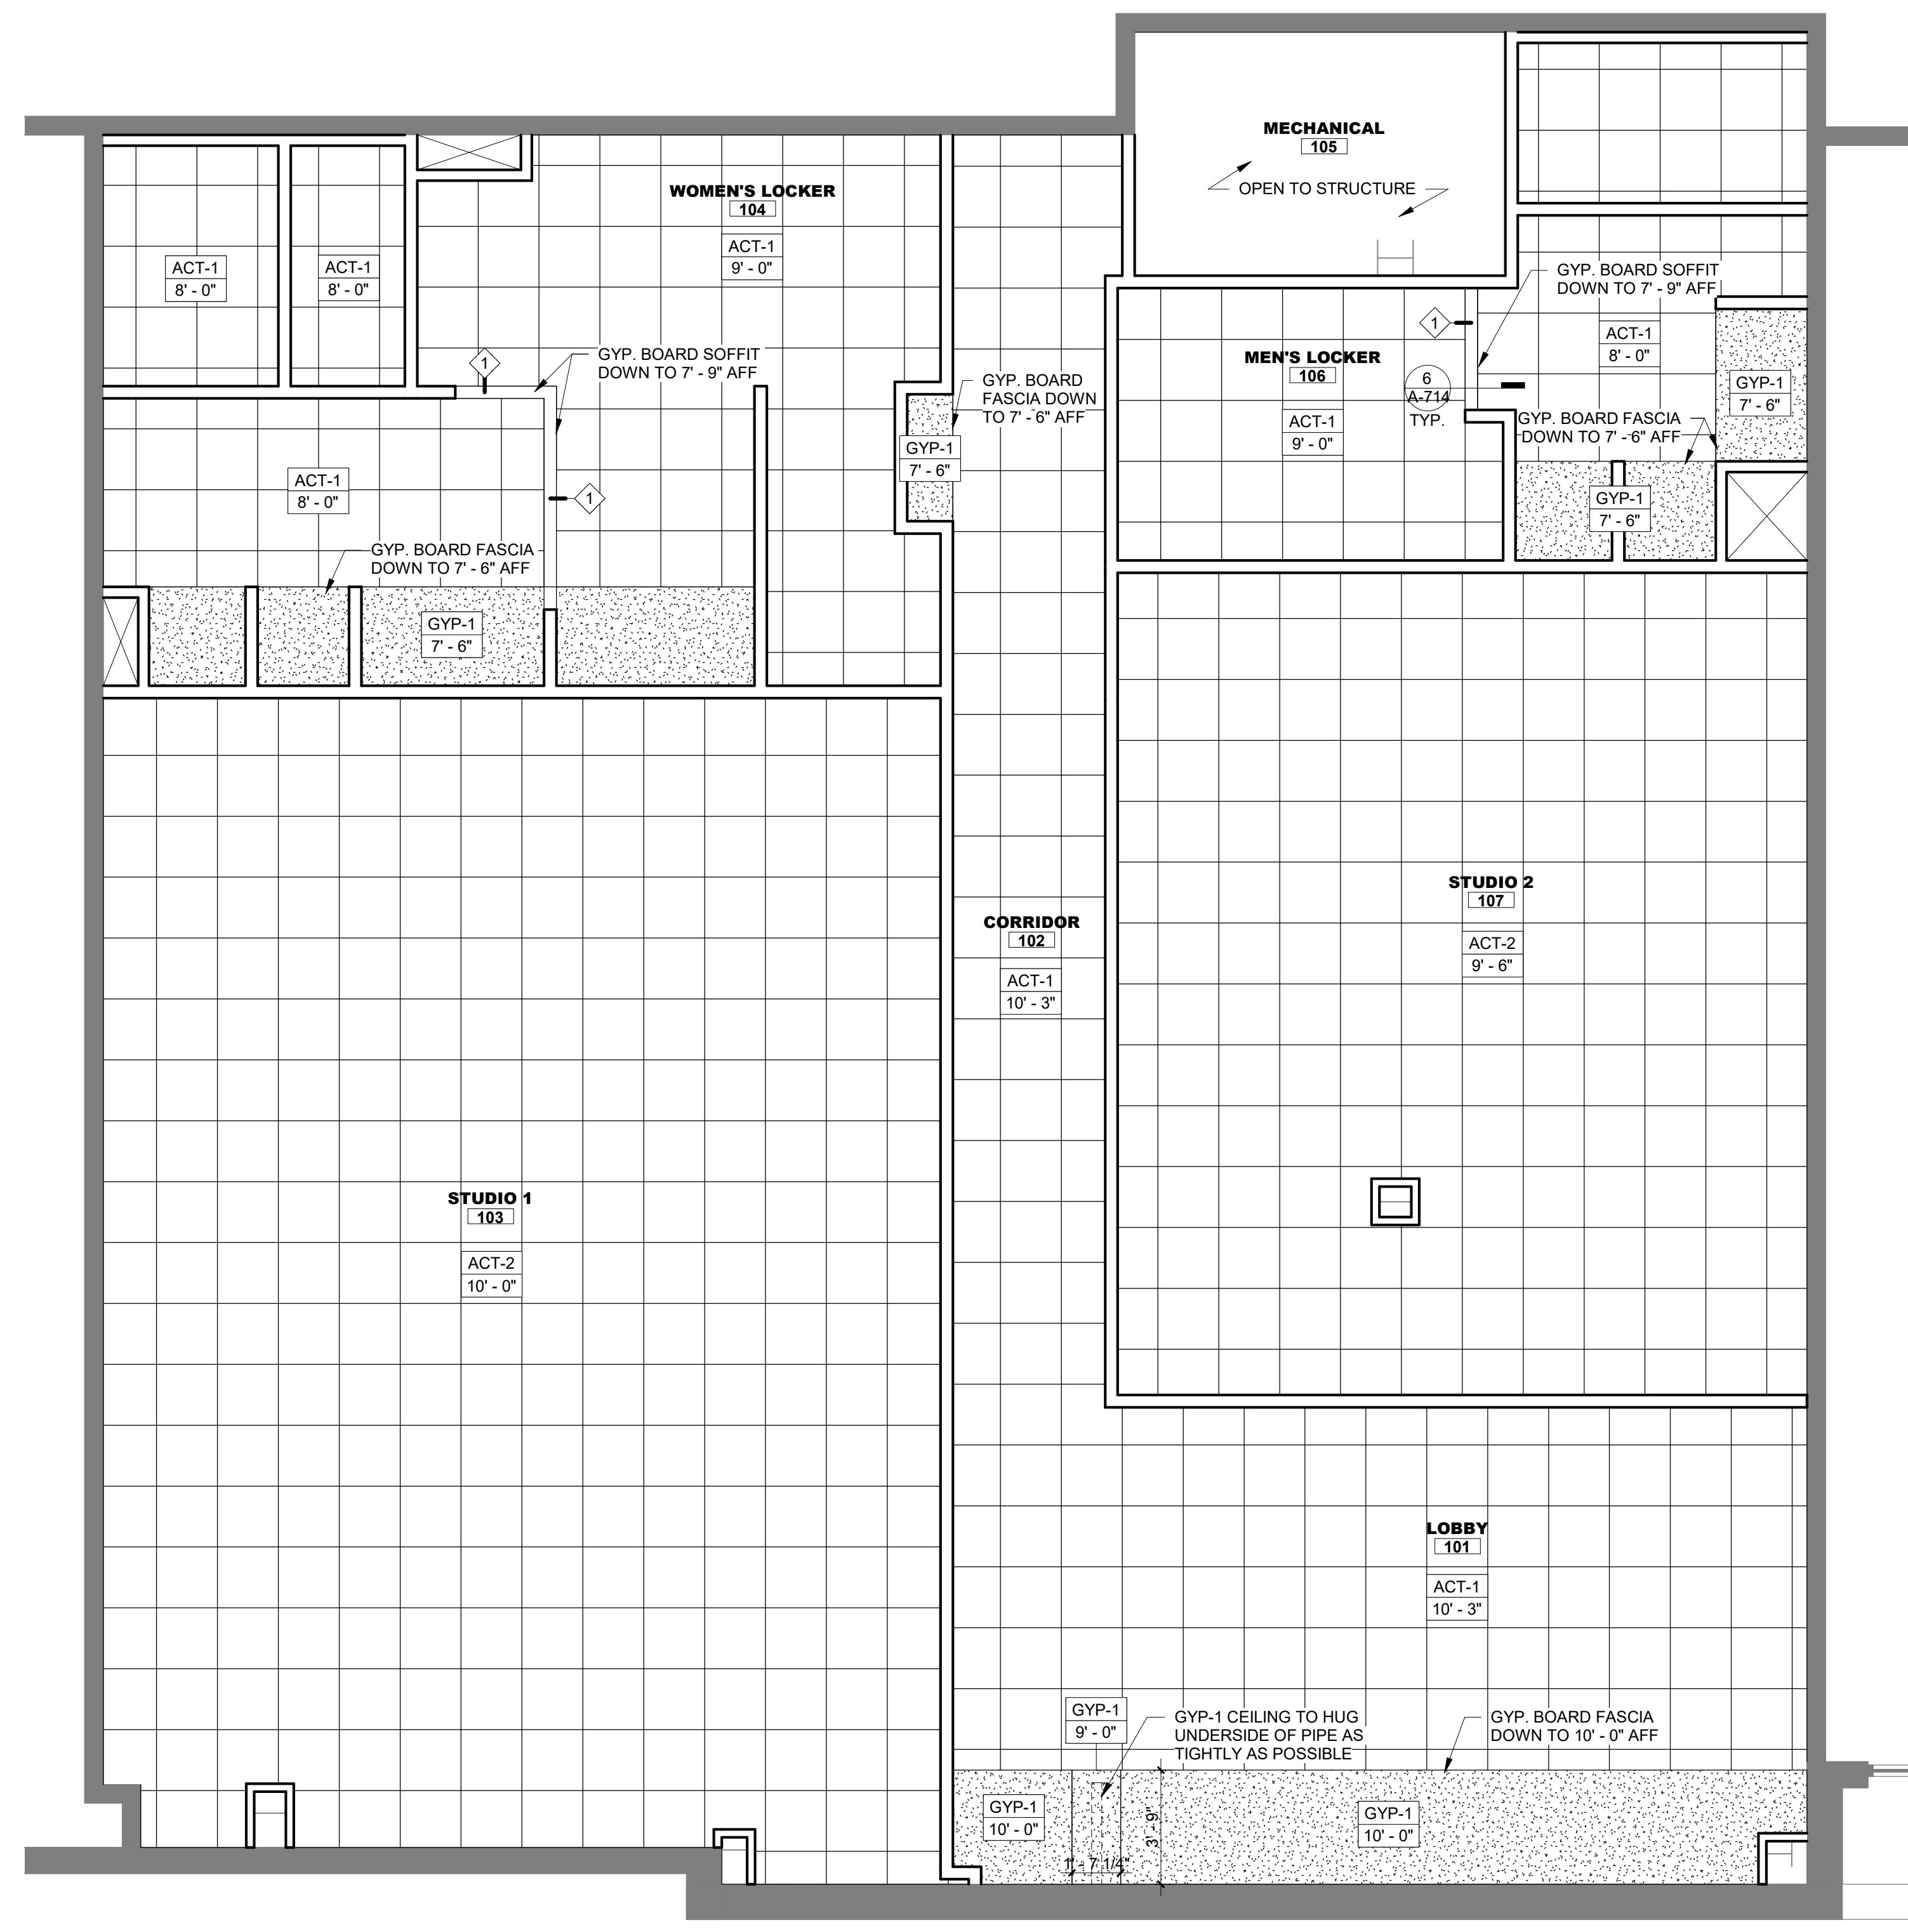 MECHANICAL
105
OPEN TO STRUCTURE
WOMEN'S LOCKER
104
ACT-1
9' - 0"
ACT-1
8' - 0"
ACT-1
8' - 0"
GYP. BOARD SOFFIT
DOWN TO 7' - 9" AFF
1
GYP. BOARD SOFFIT
DOWN TO 7' - 9" AFF
1
ACT-1
8' - 0"
MEN'S LOCKER
106
6
A-714
TYP.
ACT-1
9' - 0"
GYP-1
7' - 6"
GYP. BOARD
FASCIA DOWN
TO 7' - 6" AFF
GYP-1
7' - 6"
GYP. BOARD FASCIA
DOWN TO 7' - 6" AFF
GYP-1
7' - 6"
ACT-1
8' - 0"
1
GYP. BOARD FASCIA
DOWN TO 7' - 6" AFF
GYP-1
7' - 6"
STUDIO 2
107
ACT-2
9' - 6"
CORRIDOR
102
ACT-1
10' - 3"
STUDIO 1
103
ACT-2
10' - 0"
LOBBY
101
ACT-1
10' - 3"
GYP-1
9' - 0"
GYP-1 CEILING TO HUG
UNDERSIDE OF PIPE AS
TIGHTLY AS POSSIBLE
GYP. BOARD FASCIA
DOWN TO 10' - 0" AFF
GYP-1
10' - 0"
3' - 9"
GYP-1
10' - 0"
1' - 7 1/4"